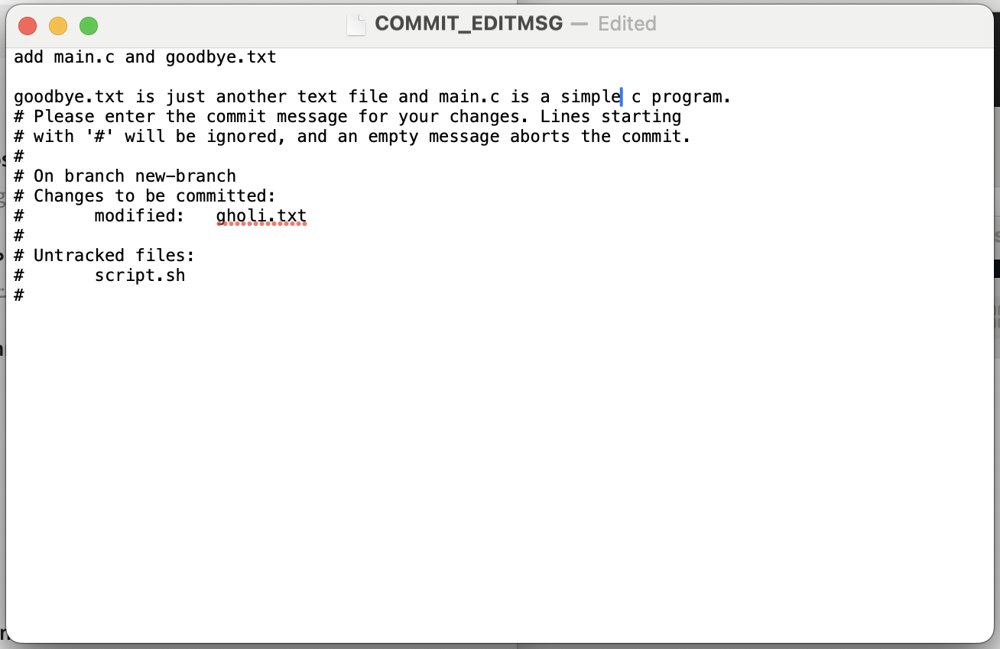 COMMIT_EDITMSG — Edited
add main.c and goodbye.txt
goodbye.txt is just another text file and main.c is a simple c program.
# Please enter the commit message for your changes. Lines starting
# with '#' will be ignored, and an empty message aborts the commit.
#
# On branch new-branch
# Changes to be committed:
#       modified:   gholi.txt
#
# Untracked files:
#       script.sh
#